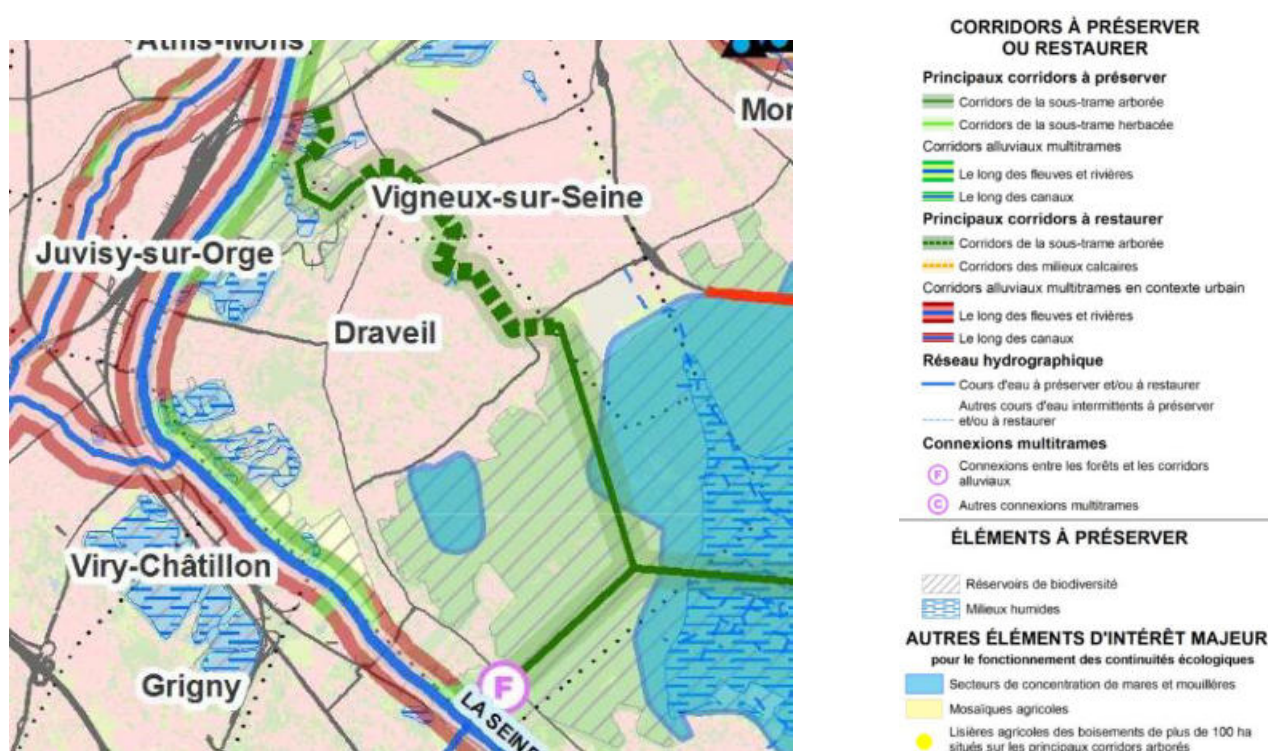 Athis-Mons
Mor
Vigneux-sur-Seine
Juvisy-sur-Orge
Draveil
Viry-Châtillon
Grigny
F
LA SEINE
CORRIDORS À PRÉSERVER
OU RESTAURER
Principaux corridors à préserver
Corridors de la sous-trame arborée
Corridors de la sous-trame herbacée
Corridors alluviaux multitrames
Le long des fleuves et rivières
Le long des canaux
Principaux corridors à restaurer
Corridors de la sous-trame arborée
Corridors des milieux calcaires
Corridors alluviaux multitrames en contexte urbain
Le long des fleuves et rivières
Le long des canaux
Réseau hydrographique
Cours d'eau à préserver et/ou à restaurer
Autres cours d'eau intermittents à préserver
et/ou à restaurer
Connexions multitrames
F Connexions entre les forêts et les corridors
alluviaux
C Autres connexions multitrames
ÉLÉMENTS À PRÉSERVER
Réservoirs de biodiversité
Milieux humides
AUTRES ÉLÉMENTS D'INTÉRÊT MAJEUR
pour le fonctionnement des continuités écologiques
Secteurs de concentration de mares et mouillères
Mosaïques agricoles
Lisières agricoles des boisements de plus de 100 ha
situés sur les principaux corridors arborés